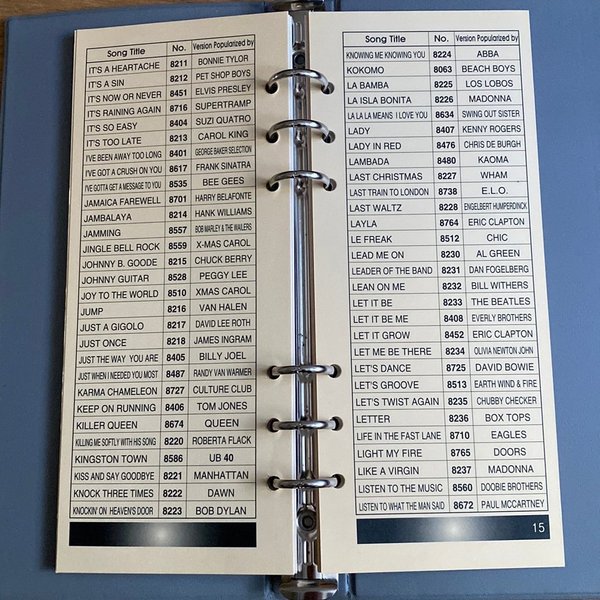 Song Title No. Version Popularized by
IT'S A HEARTACHE 8211 BONNIE TYLOR
IT'S A SIN 8212 PET SHOP BOYS
IT'S NOW OR NEVER 8451 ELVIS PRESLEY
IT'S RAINING AGAIN 8716 SUPERTRAMP
IT'S SO EASY 8404 SUZI QUATRO
IT'S TOO LATE 8213 CAROL KING
I'VE BEEN AWAY TOO LONG 8401 GEORGE BAKER SELECTION
I'VE GOT A CRUSH ON YOU 8617 FRANK SINATRA
I'VE GOTTA GET A MESSAGE TO YOU 8535 BEE GEES
JAMAICA FAREWELL 8701 HARRY BELAFONTE
JAMBALAYA 8214 HANK WILLIAMS
JAMMING 8557 BOB MARLEY & THE WAILERS
JINGLE BELL ROCK 8559 X-MAS CAROL
JOHNNY B. GOODE 8215 CHUCK BERRY
JOHNNY GUITAR 8528 PEGGY LEE
JOY TO THE WORLD 8510 XMAS CAROL
JUMP 8216 VAN HALEN
JUST A GIGOLO 8217 DAVID LEE ROTH
JUST ONCE 8218 JAMES INGRAM
JUST THE WAY YOU ARE 8405 BILLY JOEL
JUST WHEN I NEEDED YOU MOST 8487 RANDY VAN WARMER
KARMA CHAMELEON 8727 CULTURE CLUB
KEEP ON RUNNING 8406 TOM JONES
KILLER QUEEN 8674 QUEEN
KILLING ME SOFTLY WITH HIS SONG 8220 ROBERTA FLACK
KINGSTON TOWN 8586 UB 40
KISS AND SAY GOODBYE 8221 MANHATTAN
KNOCK THREE TIMES 8222 DAWN
KNOCKIN' ON HEAVEN'S DOOR 8223 BOB DYLAN
Song Title No. Version Popularized by
KNOWING ME KNOWING YOU 8224 ABBA
KOKOMO 8063 BEACH BOYS
LA BAMBA 8225 LOS LOBOS
LA ISLA BONITA 8226 MADONNA
LA LA LA MEANS I LOVE YOU 8634 SWING OUT SISTER
LADY 8407 KENNY ROGERS
LADY IN RED 8476 CHRIS DE BURGH
LAMBADA 8480 KAOMA
LAST CHRISTMAS 8227 WHAM
LAST TRAIN TO LONDON 8738 E.L.O.
LAST WALTZ 8228 ENGELBERT HUMPERDINCK
LAYLA 8764 ERIC CLAPTON
LE FREAK 8512 CHIC
LEAD ME ON 8230 AL GREEN
LEADER OF THE BAND 8231 DAN FOGELBERG
LEAN ON ME 8232 BILL WITHERS
LET IT BE 8233 THE BEATLES
LET IT BE ME 8408 EVERLY BROTHERS
LET IT GROW 8452 ERIC CLAPTON
LET ME BE THERE 8234 OLIVIA NEWTON JOHN
LET'S DANCE 8725 DAVID BOWIE
LET'S GROOVE 8513 EARTH WIND & FIRE
LET'S TWIST AGAIN 8235 CHUBBY CHECKER
LETTER 8236 BOX TOPS
LIFE IN THE FAST LANE 8710 EAGLES
LIGHT MY FIRE 8765 DOORS
LIKE A VIRGIN 8237 MADONNA
LISTEN TO THE MUSIC 8560 DOOBIE BROTHERS
LISTEN TO WHAT THE MAN SAID 8672 PAUL MCCARTNEY
15